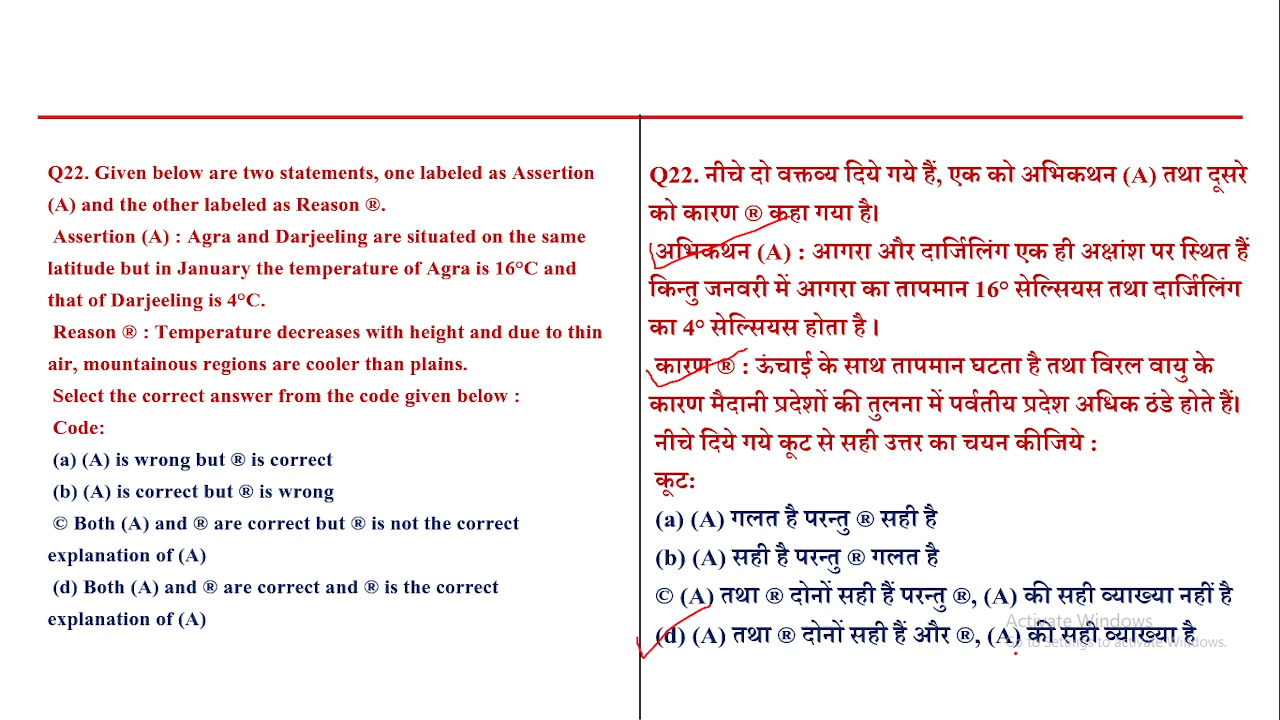 Q22. Given below are two statements, one labeled as Assertion
(A) and the other labeled as Reason ®.
Assertion (A) : Agra and Darjeeling are situated on the same
latitude but in January the temperature of Agra is 16°C and
that of Darjeeling is 4°C.
Reason ® : Temperature decreases with height and due to thin
air, mountainous regions are cooler than plains.
Select the correct answer from the code given below :
Code:
(a) (A) is wrong but ® is correct
(b) (A) is correct but ® is wrong
© Both (A) and ® are correct but ® is not the correct
explanation of (A)
(d) Both (A) and ® are correct and ® is the correct
explanation of (A)
Q22. नीचे दो वक्तव्य दिये गये हैं, एक को अभिकथन (A) तथा दूसरे
को कारण ® कहा गया है।
अभिकथन (A) : आगरा और दार्जिलिंग एक ही अक्षांश पर स्थित हैं
किन्तु जनवरी में आगरा का तापमान 16° सेल्सियस तथा दार्जिलिंग
का 4° सेल्सियस होता है ।
कारण ® : ऊंचाई के साथ तापमान घटता है तथा विरल वायु के
कारण मैदानी प्रदेशों की तुलना में पर्वतीय प्रदेश अधिक ठंडे होते हैं।
नीचे दिये गये कूट से सही उत्तर का चयन कीजिये :
कूट:
(a) (A) गलत है परन्तु ® सही है
(b) (A) सही है परन्तु ® गलत है
© (A) तथा ® दोनों सही हैं परन्तु ®, (A) की सही व्याख्या नहीं है
(d) (A) तथा ® दोनों सही हैं और ®, (A) की सही व्याख्या है
Activate Windows
Go to Settings to activate Windows.